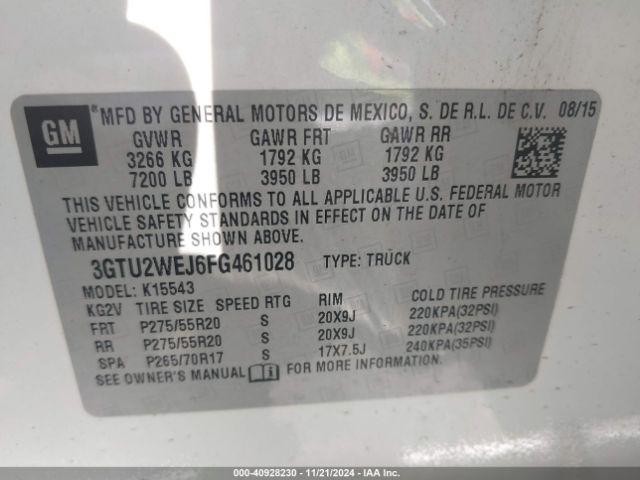 GM
®MFD BY GENERAL MOTORS DE MEXICO, S. DE R.L. DE C.V. 08/15
GVWR GAWR FRT GAWR RR
3266 KG 1792 KG 1792 KG
7200 LB 3950 LB 3950 LB
THIS VEHICLE CONFORMS TO ALL APPLICABLE U.S. FEDERAL MOTOR
VEHICLE SAFETY STANDARDS IN EFFECT ON THE DATE OF
MANUFACTURE SHOWN ABOVE.
3GTU2WEJ6FG461028 TYPE: TRUCK
MODEL: K15543
KG2V TIRE SIZE SPEED RTG RIM COLD TIRE PRESSURE
FRT P275/55R20 S 20X9J 220KPA(32PSI)
RR P275/55R20 S 20X9J 220KPA(32PSI)
SPA P265/70R17 S 17X7.5J 240KPA(35PSI)
SEE OWNER'S MANUAL FOR MORE INFORMATION.
000-40928230 - 11/21/2024 - IAA Inc.